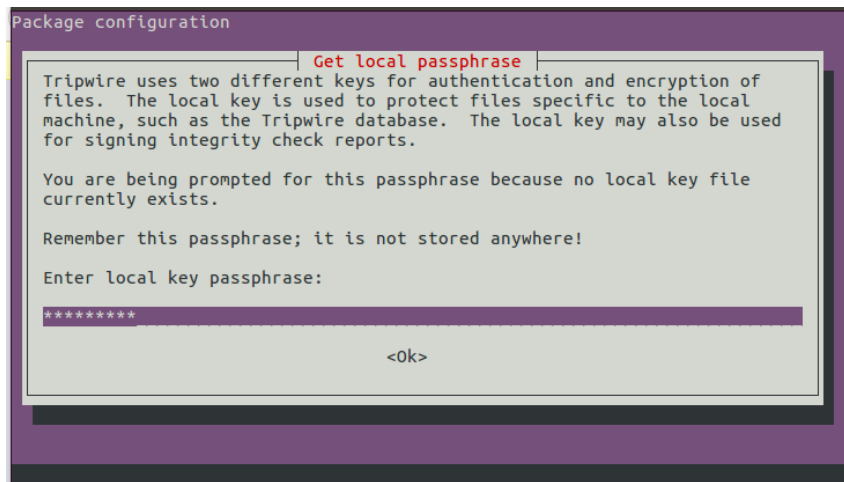 Package configuration
Get local passphrase
Tripwire uses two different keys for authentication and encryption of
files.  The local key is used to protect files specific to the local
machine, such as the Tripwire database.  The local key may also be used
for signing integrity check reports.
You are being prompted for this passphrase because no local key file
currently exists.
Remember this passphrase; it is not stored anywhere!
Enter local key passphrase:
*********
<Ok>